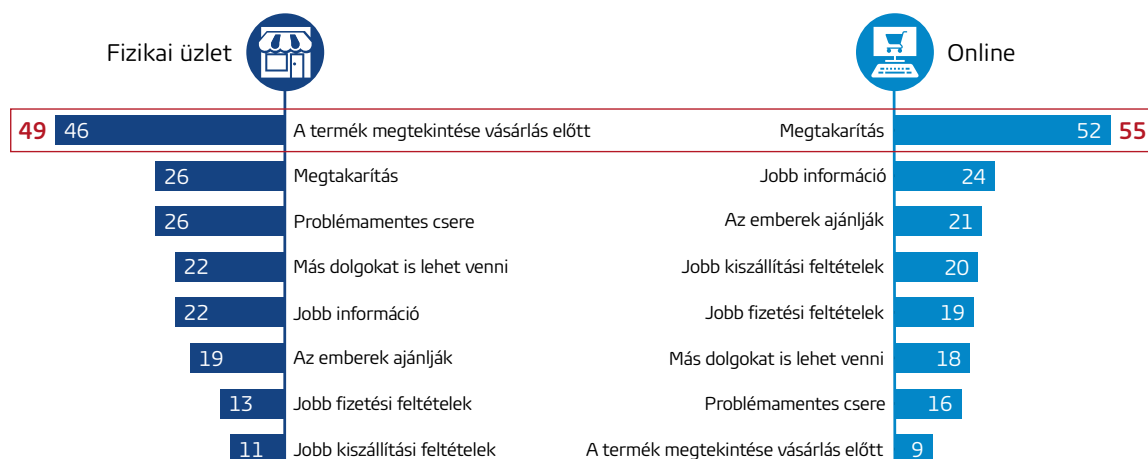 Fizikai üzlet
Online
49 46 A termék megtekintése vásárlás előtt Megtakarítás 52 55
26 Megtakarítás Jobb információ 24
26 Problémamentes csere Az emberek ajánlják 21
22 Más dolgokat is lehet venni Jobb kiszállítási feltételek 20
22 Jobb információ Jobb fizetési feltételek 19
19 Az emberek ajánlják Más dolgokat is lehet venni 18
13 Jobb fizetési feltételek Problémamentes csere 16
11 Jobb kiszállítási feltételek A termék megtekintése vásárlás előtt 9